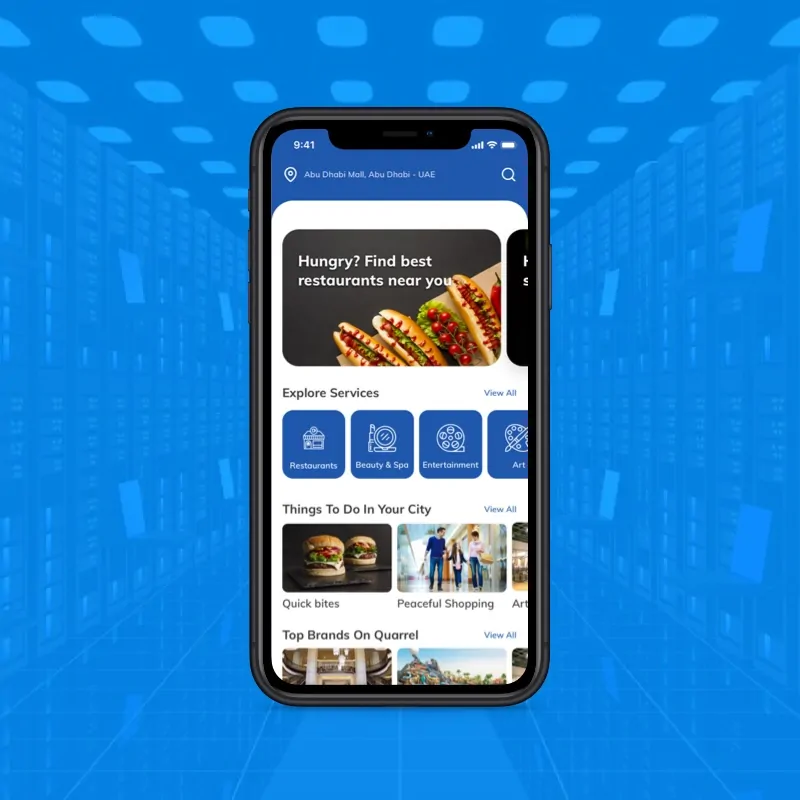 9:41
Abu Dhabi Mall, Abu Dhabi - UAE
Hungry? Find best
restaurants near you
Explore Services
View All
Restaurants
Beauty & Spa
Entertainment
Art
Things To Do In Your City
View All
Quick bites
Peaceful Shopping
Art
Top Brands On Quarrel
View All